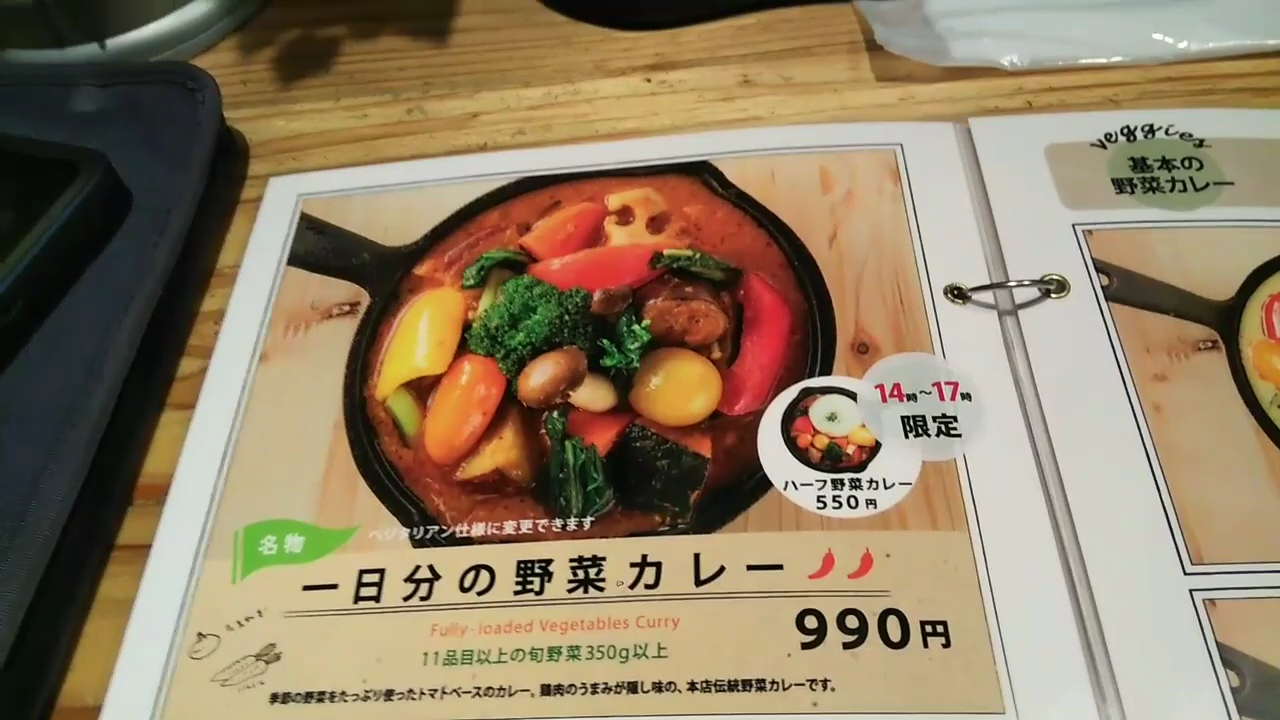 veggies
基本の
野菜カレー
14時~17時
限定
ハーフ野菜カレー
550円
名物
ベジタリアン仕様に変更できます
一日分の野菜カレー
Fully-loaded Vegetables Curry
990円
11品目以上の旬野菜350g以上
季節の野菜をたっぷり使ったトマトベースのカレー。鶏肉のうまみが隠し味の、本店伝統野菜カレーです。